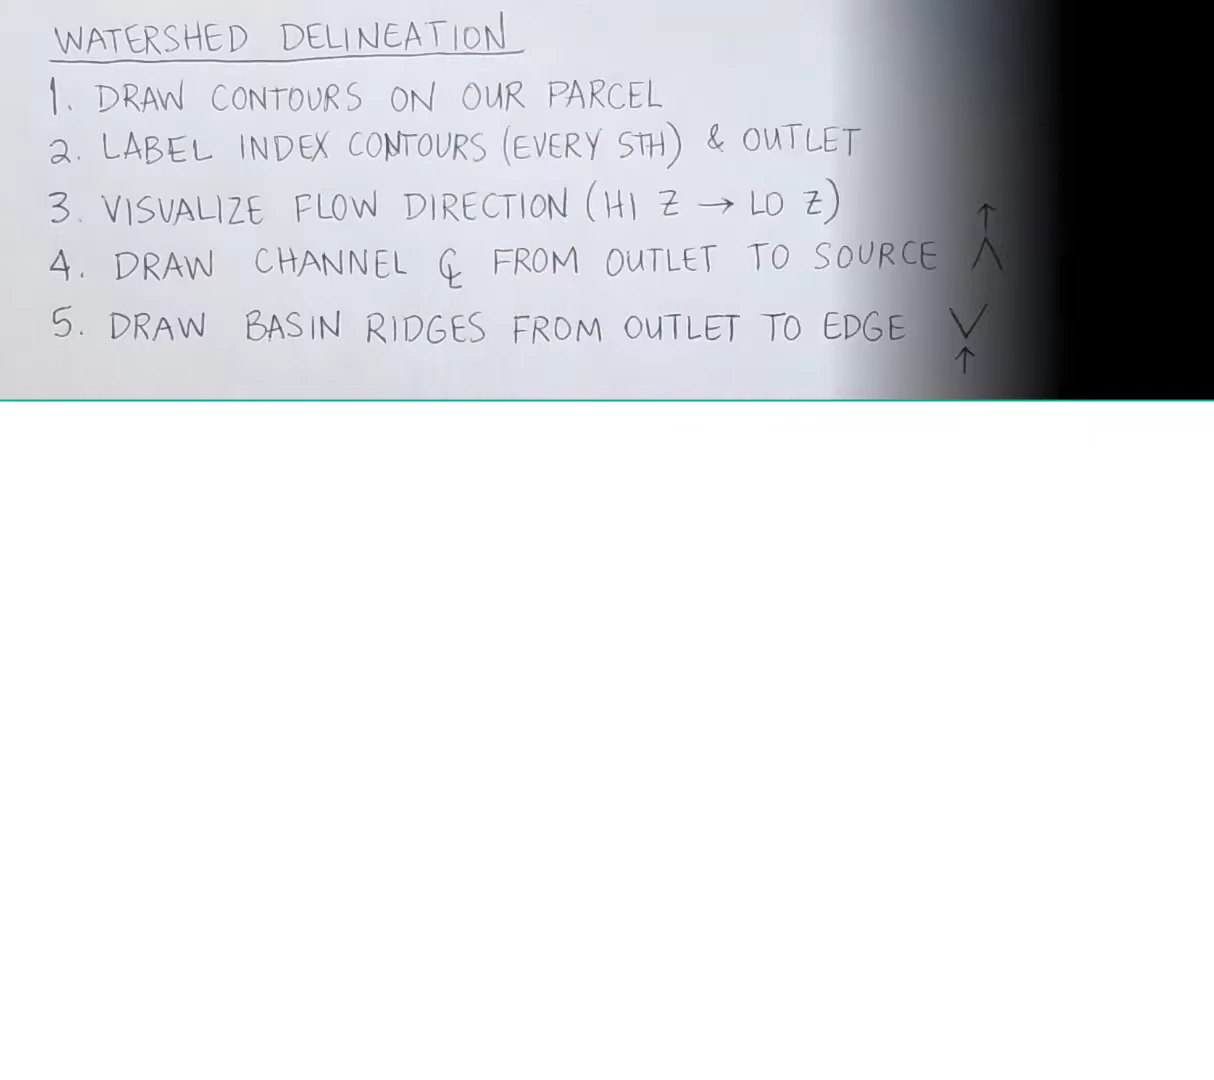 WATERSHED DELINEATION
1. DRAW CONTOURS ON OUR PARCEL
2. LABEL INDEX CONTOURS (EVERY 5TH) & OUTLET
3. VISUALIZE FLOW DIRECTION (HI Z → LO Z)
4. DRAW CHANNEL ℄ FROM OUTLET TO SOURCE
5. DRAW BASIN RIDGES FROM OUTLET TO EDGE